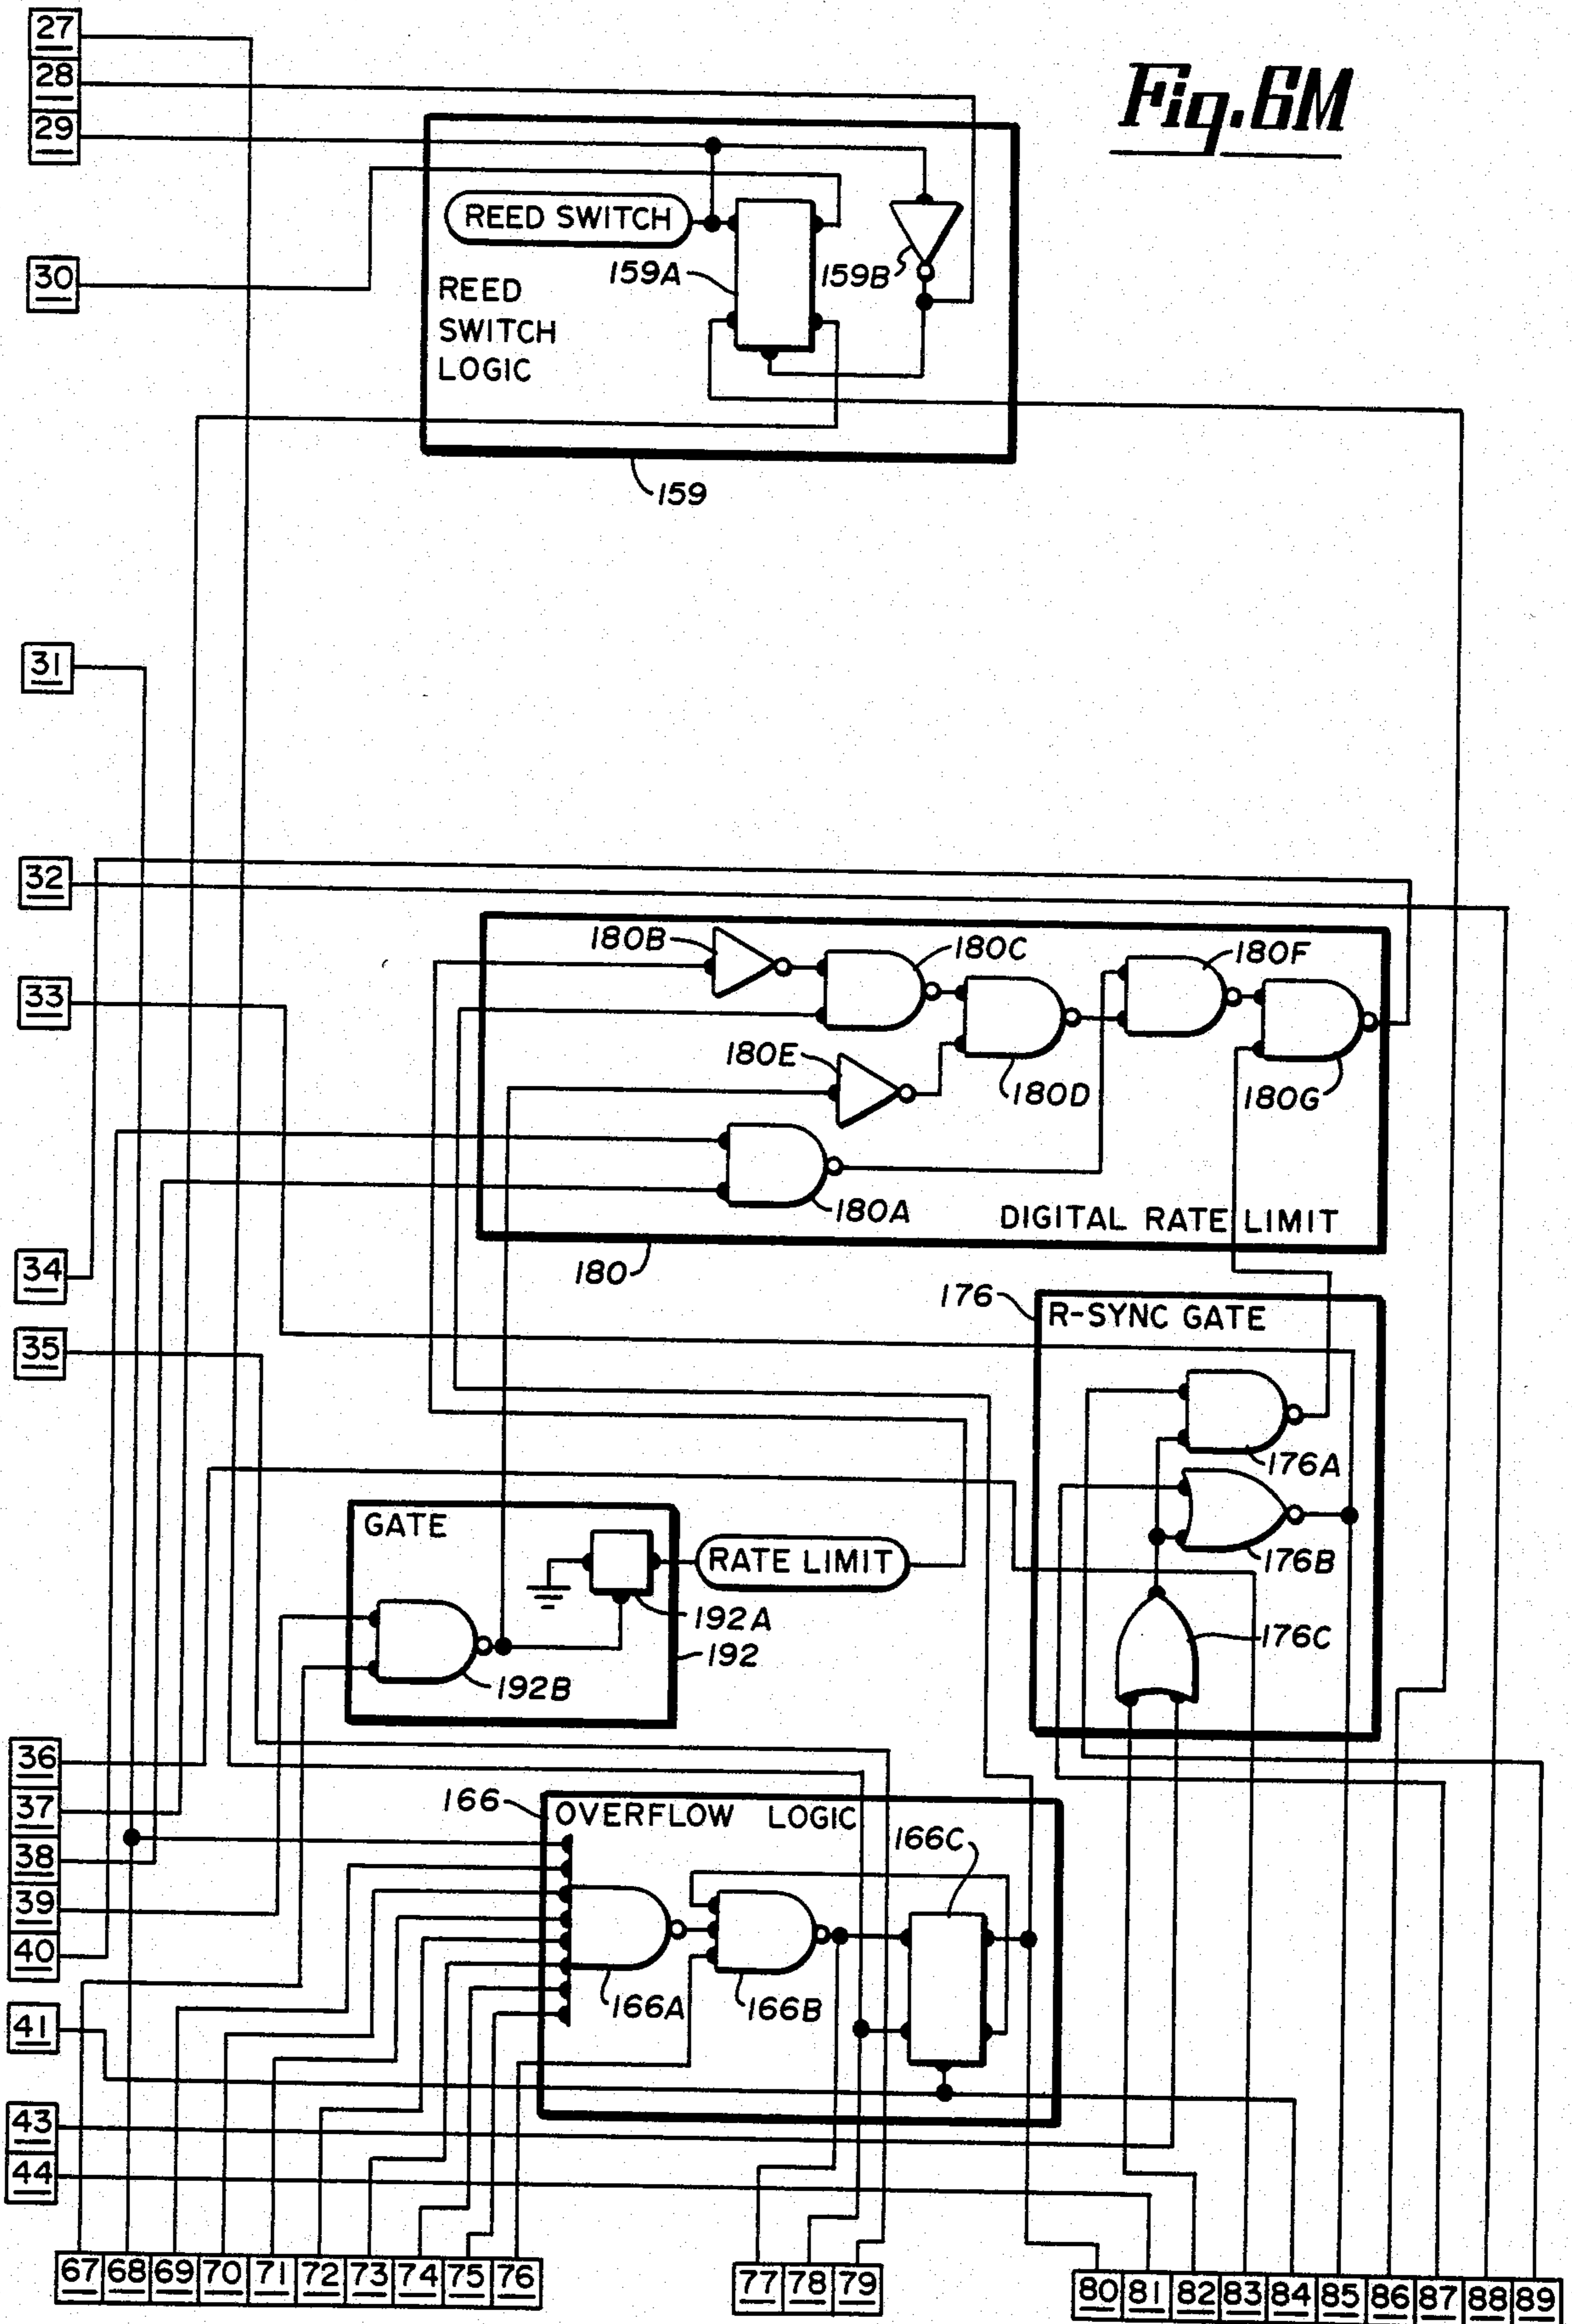 Fig. 6M
27
28
29
30
REED SWITCH
159A
159B
REED
SWITCH
LOGIC
159
31
32
33
34
35
180B
180C
180F
180E
180D
180G
180A
DIGITAL RATE LIMIT
180
176
R-SYNC GATE
176A
176B
176C
GATE
RATE LIMIT
192A
192
192B
36
37
38
39
40
41
43
44
166
OVERFLOW LOGIC
166C
166A
166B
67 68 69 70 71 72 73 74 75 76
77 78 79
80 81 82 83 84 85 86 87 88 89